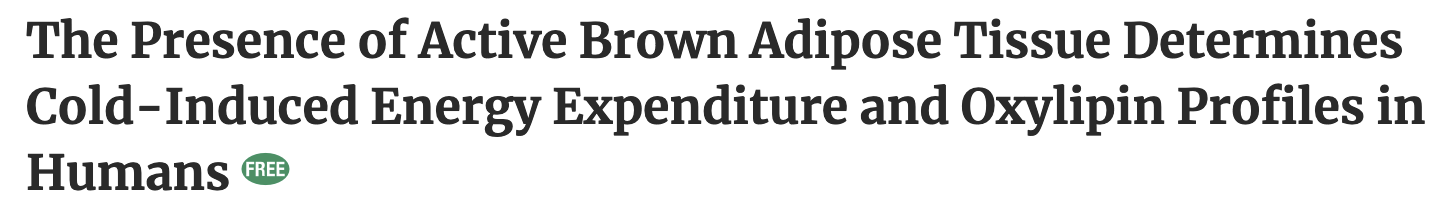 The Presence of Active Brown Adipose Tissue Determines
Cold-Induced Energy Expenditure and Oxylipin Profiles in
Humans FREE